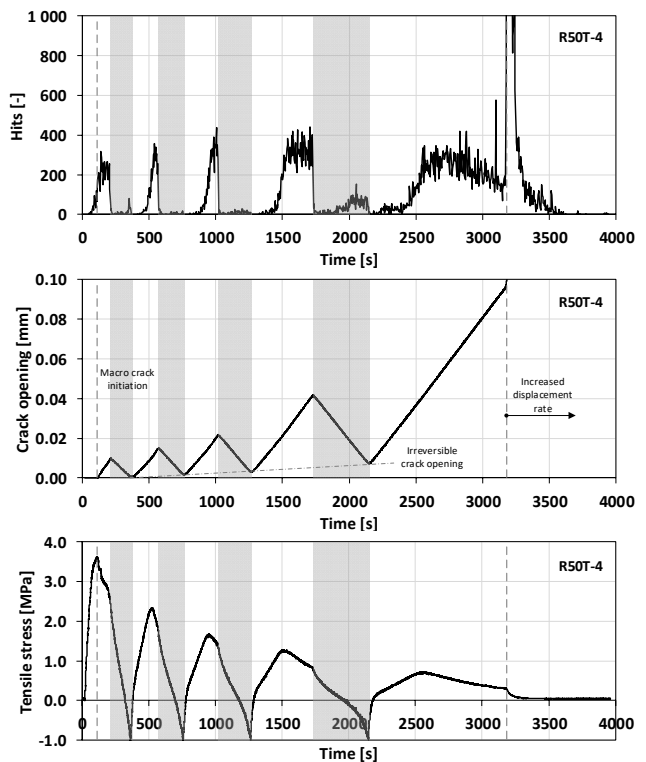 1 000
R50T-4
800
600
400
200
0
Hits [-]
0 500 1000 1500 2000 2500 3000 3500 4000
Time [s]
0.10
R50T-4
0.08
0.06
0.04
0.02
0.00
Crack opening [mm]
Macro crack
initiation
Increased
displacement
rate
Irreversible
crack opening
0 500 1000 1500 2000 2500 3000 3500 4000
Time [s]
4.0
R50T-4
3.0
2.0
1.0
0.0
-1.0
Tensile stress [MPa]
0 500 1000 1500 2000 2500 3000 3500 4000
Time [s]